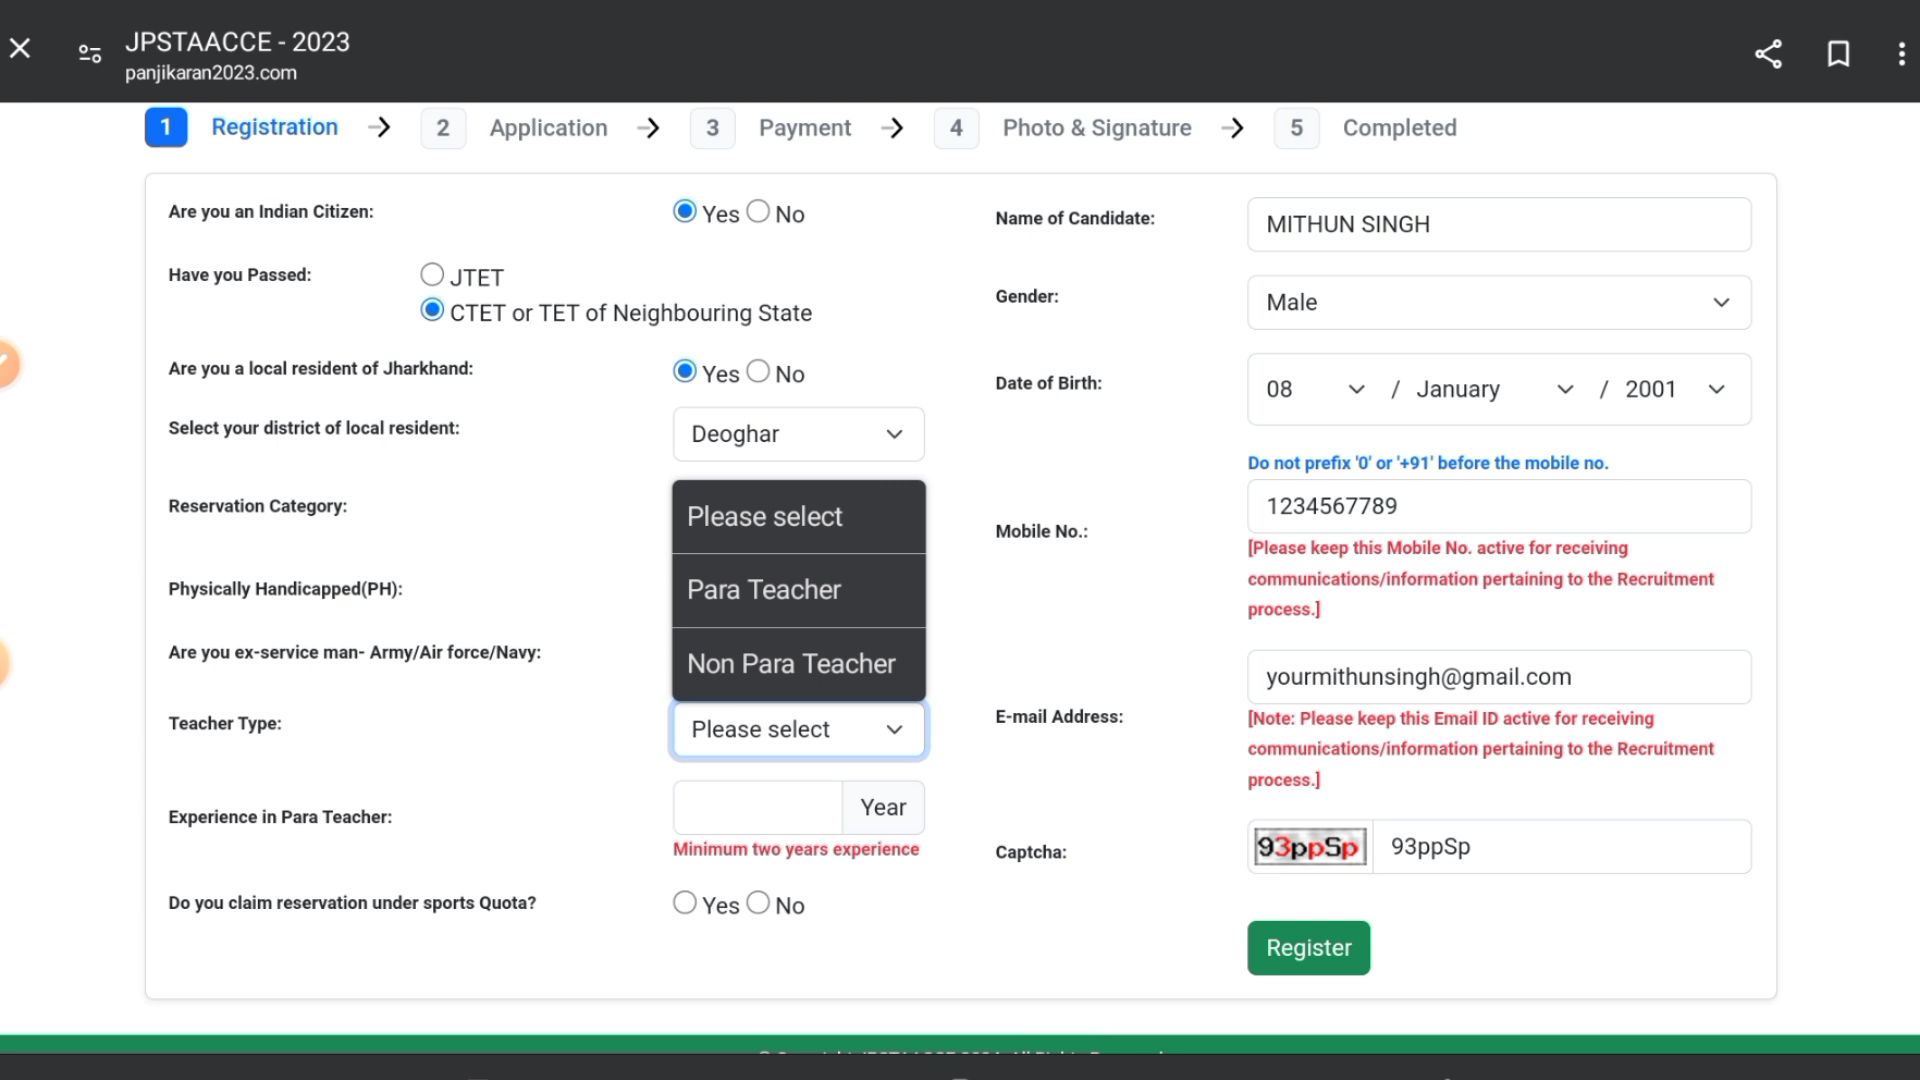 JPSTAACCE - 2023
panjikaran2023.com
1 Registration → 2 Application → 3 Payment → 4 Photo & Signature → 5 Completed
Are you an Indian Citizen: Yes No
Have you Passed: JTET
CTET or TET of Neighbouring State
Are you a local resident of Jharkhand: Yes No
Select your district of local resident: Deoghar
Reservation Category:
Please select
Para Teacher
Non Para Teacher
Physically Handicapped(PH):
Are you ex-service man- Army/Air force/Navy:
Teacher Type: Please select
Experience in Para Teacher: Year
Minimum two years experience
Do you claim reservation under sports Quota? Yes No
Name of Candidate: MITHUN SINGH
Gender: Male
Date of Birth: 08 / January / 2001
Do not prefix '0' or '+91' before the mobile no.
Mobile No.: 1234567789
[Please keep this Mobile No. active for receiving
communications/information pertaining to the Recruitment
process.]
E-mail Address: yourmithunsingh@gmail.com
[Note: Please keep this Email ID active for receiving
communications/information pertaining to the Recruitment
process.]
Captcha: 93ppSp 93ppSp
Register